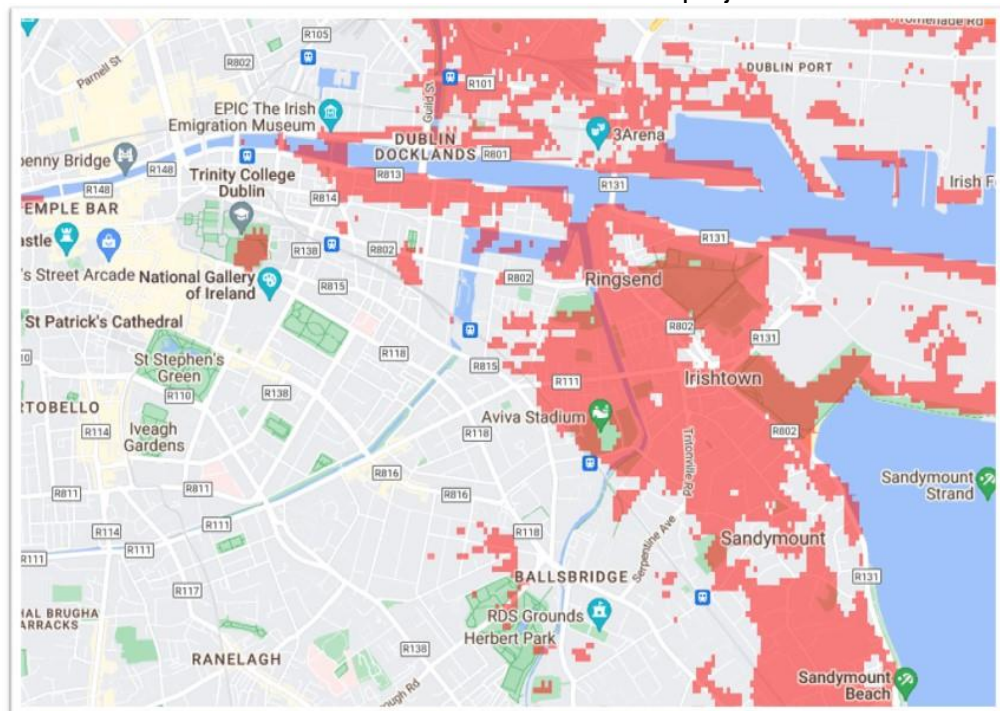 Promenade Rd
R105
R802
Parnell St
DUBLIN PORT
R101
Guild St
EPIC The Irish
Emigration Museum
3Arena
DUBLIN
DOCKLANDS
R801
penny Bridge
R148
R148
Trinity College
Dublin
R813
R131
Irish F
R814
EMPLE BAR
astle
R138
R802
R131
's Street Arcade
National Gallery
of Ireland
R815
R802
Ringsend
St Patrick's Cathedral
R802
R131
St Stephen's
Green
R118
R815
R110
R138
R111
Irishtown
RTOBELLO
Iveagh
Gardens
R114
Aviva Stadium
R118
R802
Tritonville Rd
R816
Sandymount
Strand
R811
R811
R816
R111
R114
R118
Serpentine Ave
Sandymount
R111
R111
BALLSBRIDGE
R131
R117
HAL BRUGHA
ARRACKS
RDS Grounds
Herbert Park
R138
RANELAGH
ough Rd
Sandymount
Beach